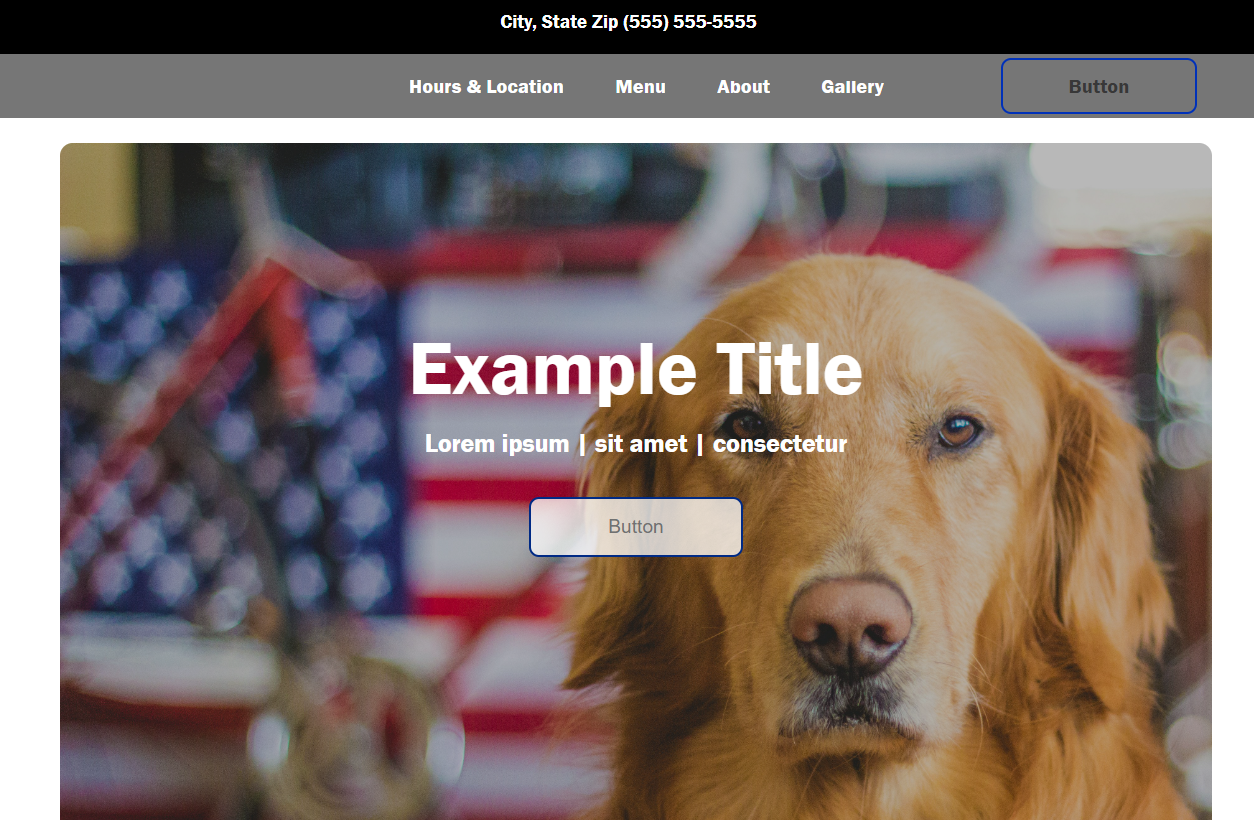 City, State Zip (555) 555-5555
Hours & Location Menu About Gallery Button
Example Title
Lorem ipsum | sit amet | consectetur
Button